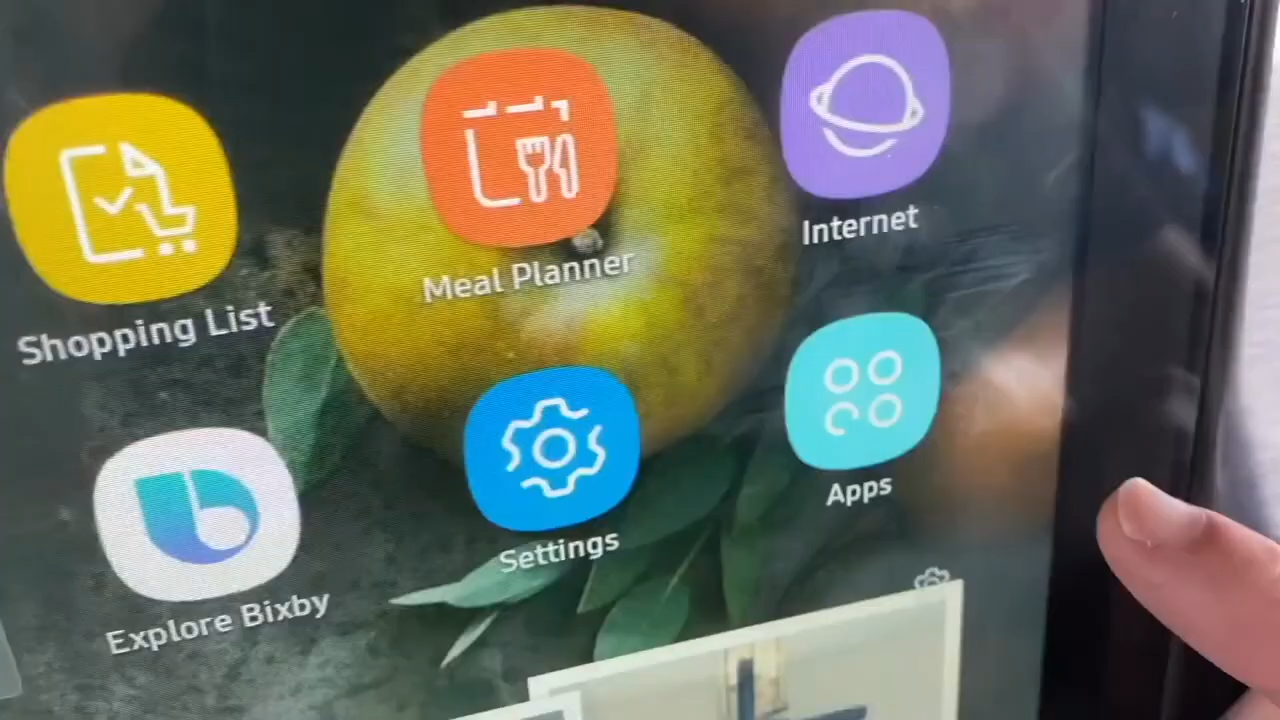 Shopping List
Meal Planner
Internet
Explore Bixby
Settings
Apps